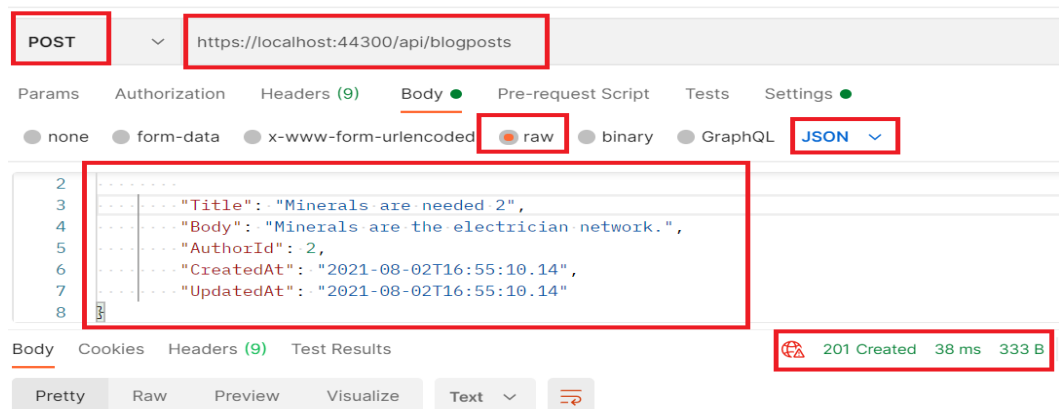 POST https://localhost:44300/api/blogposts
Params Authorization Headers (9) Body Pre-request Script Tests Settings
none form-data x-www-form-urlencoded raw binary GraphQL JSON
2
3 "Title": "Minerals are needed 2",
4 "Body": "Minerals are the electrician network.",
5 "AuthorId": 2,
6 "CreatedAt": "2021-08-02T16:55:10.14",
7 "UpdatedAt": "2021-08-02T16:55:10.14"
8 }
Body Cookies Headers (9) Test Results 201 Created 38 ms 333 B
Pretty Raw Preview Visualize Text